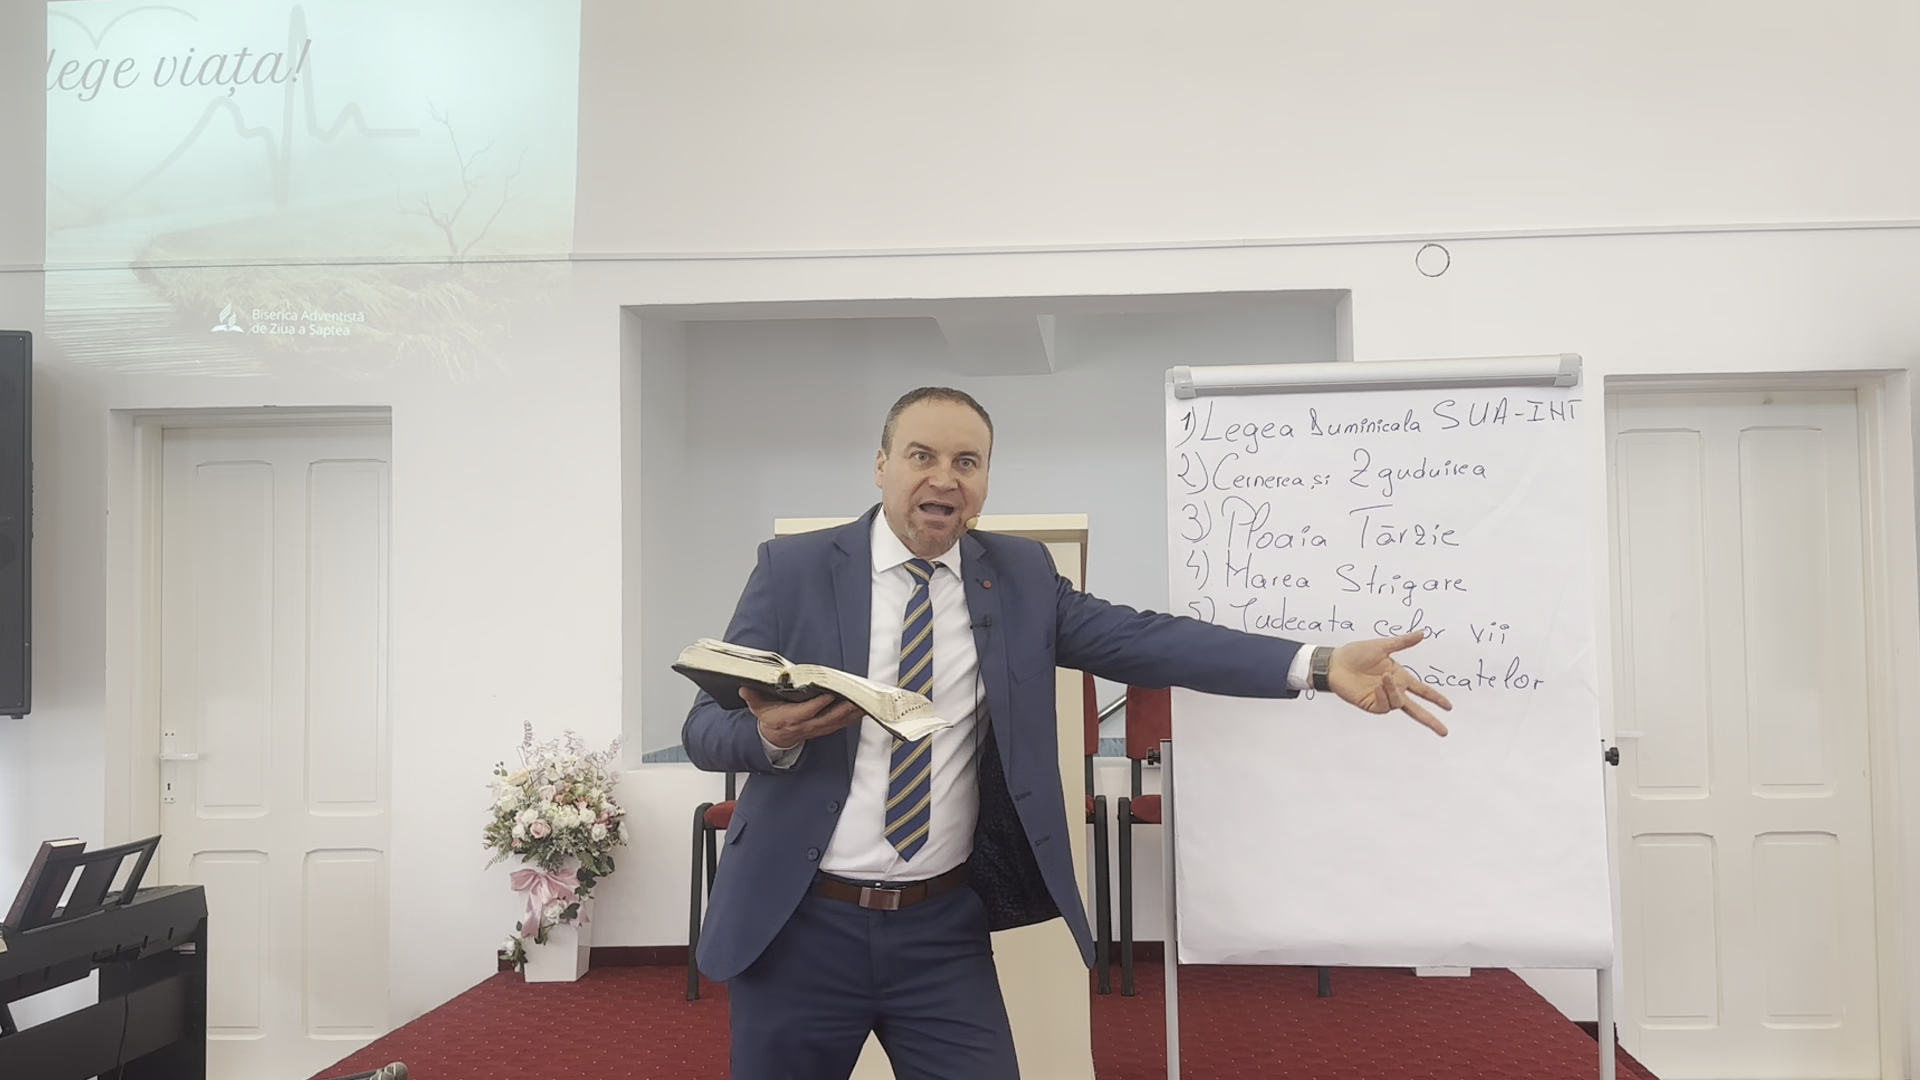 lege viața!
Biserica Adventistă
de Ziua a Șaptea
1) Legea Duminicala SUA-INT
2) Cernerea și Zguduirea
3) Ploaia Târzie
4) Marea Strigare
5) Judecata celor vii
Păcatelor